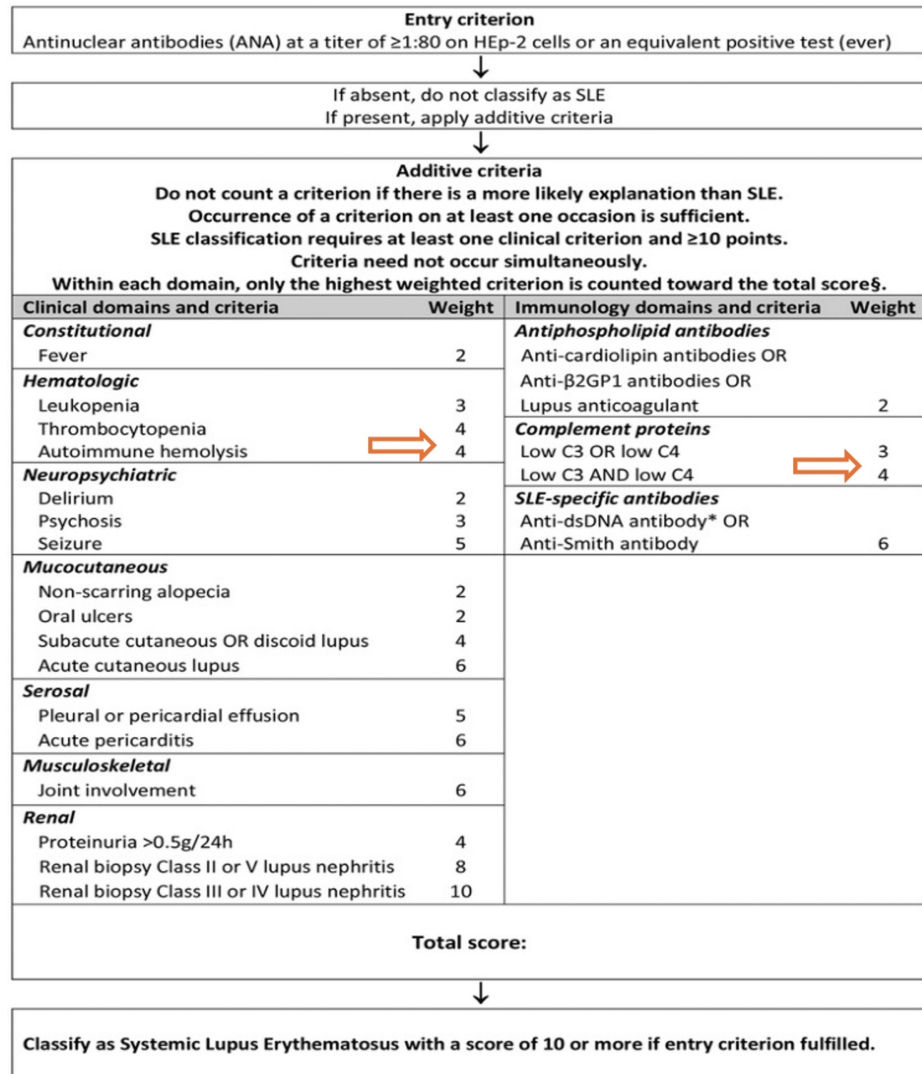 Entry criterion
Antinuclear antibodies (ANA) at a titer of ≥1:80 on HEp-2 cells or an equivalent positive test (ever)
↓
If absent, do not classify as SLE
If present, apply additive criteria
↓
Additive criteria
Do not count a criterion if there is a more likely explanation than SLE.
Occurrence of a criterion on at least one occasion is sufficient.
SLE classification requires at least one clinical criterion and ≥10 points.
Criteria need not occur simultaneously.
Within each domain, only the highest weighted criterion is counted toward the total score§.
Clinical domains and criteria Weight
Constitutional
Fever 2
Hematologic
Leukopenia 3
Thrombocytopenia 4
Autoimmune hemolysis 4
Neuropsychiatric
Delirium 2
Psychosis 3
Seizure 5
Mucocutaneous
Non-scarring alopecia 2
Oral ulcers 2
Subacute cutaneous OR discoid lupus 4
Acute cutaneous lupus 6
Serosal
Pleural or pericardial effusion 5
Acute pericarditis 6
Musculoskeletal
Joint involvement 6
Renal
Proteinuria >0.5g/24h 4
Renal biopsy Class II or V lupus nephritis 8
Renal biopsy Class III or IV lupus nephritis 10
Immunology domains and criteria Weight
Antiphospholipid antibodies
Anti-cardiolipin antibodies OR
Anti-β2GP1 antibodies OR
Lupus anticoagulant 2
Complement proteins
Low C3 OR low C4 3
Low C3 AND low C4 4
SLE-specific antibodies
Anti-dsDNA antibody* OR
Anti-Smith antibody 6
Total score:
↓
Classify as Systemic Lupus Erythematosus with a score of 10 or more if entry criterion fulfilled.